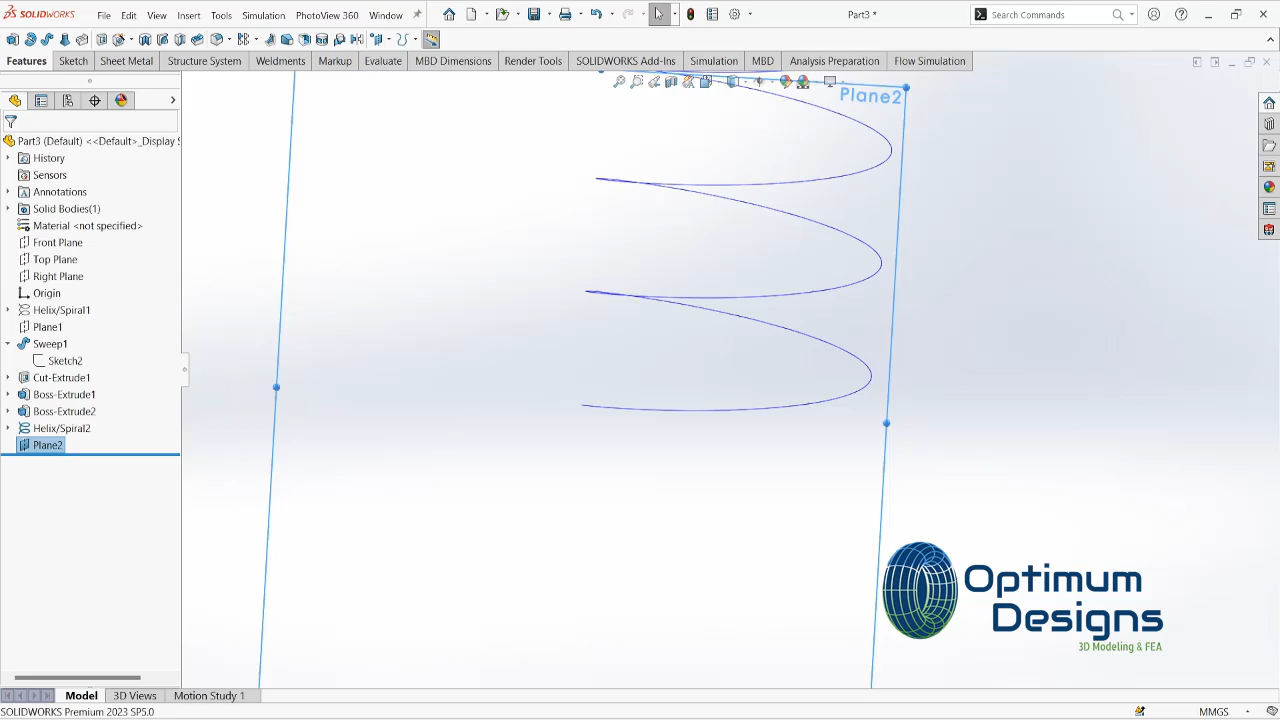 SOLIDWORKS File Edit View Insert Tools Simulation PhotoView 360 Window Part3 * Search Commands
Features Sketch Sheet Metal Structure System Weldments Markup Evaluate MBD Dimensions Render Tools SOLIDWORKS Add-Ins Simulation MBD Analysis Preparation Flow Simulation
Plane2
Part3 (Default) <<Default>_Display S
History
Sensors
Annotations
Solid Bodies(1)
Material <not specified>
Front Plane
Top Plane
Right Plane
Origin
Helix/Spiral1
Plane1
Sweep1
Sketch2
Cut-Extrude1
Boss-Extrude1
Boss-Extrude2
Helix/Spiral2
Plane2
Optimum
Designs
3D Modeling & FEA
Model 3D Views Motion Study 1
SOLIDWORKS Premium 2023 SP5.0 MMGS